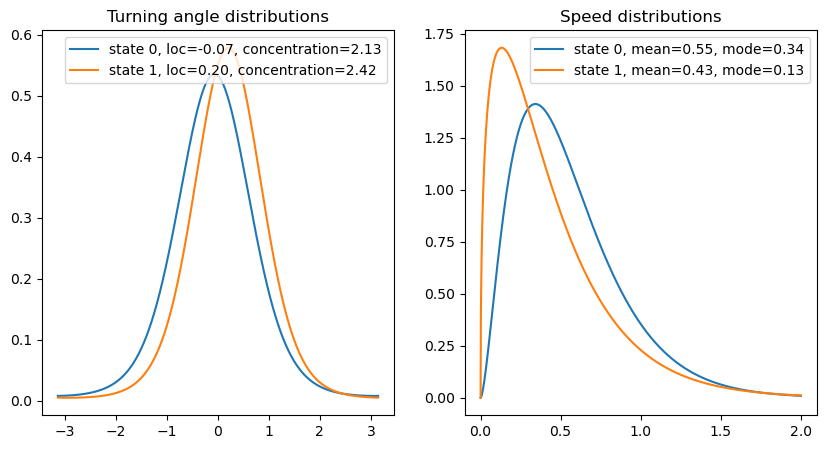 Turning angle distributions
state 0, loc=-0.07, concentration=2.13
state 1, loc=0.20, concentration=2.42
0.6
0.5
0.4
0.3
0.2
0.1
0.0
−3 −2 −1 0 1 2 3
Speed distributions
state 0, mean=0.55, mode=0.34
state 1, mean=0.43, mode=0.13
1.75
1.50
1.25
1.00
0.75
0.50
0.25
0.00
0.0 0.5 1.0 1.5 2.0